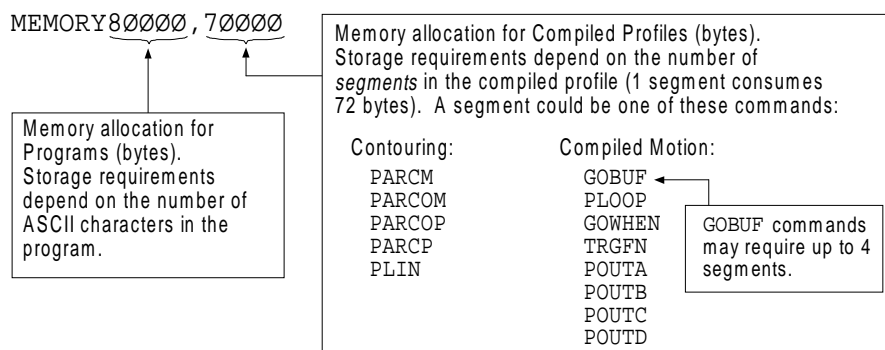 MEMORY8ØØØØ,7ØØØØ
Memory allocation for
Programs (bytes).
Storage requirements
depend on the number of
ASCII characters in the
program.
Memory allocation for Compiled Profiles (bytes).
Storage requirements depend on the number of
segments in the compiled profile (1 segment consumes
72 bytes). A segment could be one of these commands:
Contouring:
PARCM
PARCOM
PARCOP
PARCP
PLIN
Compiled Motion:
GOBUF
PLOOP
GOWHEN
TRGFN
POUTA
POUTB
POUTC
POUTD
GOBUF commands
may require up to 4
segments.